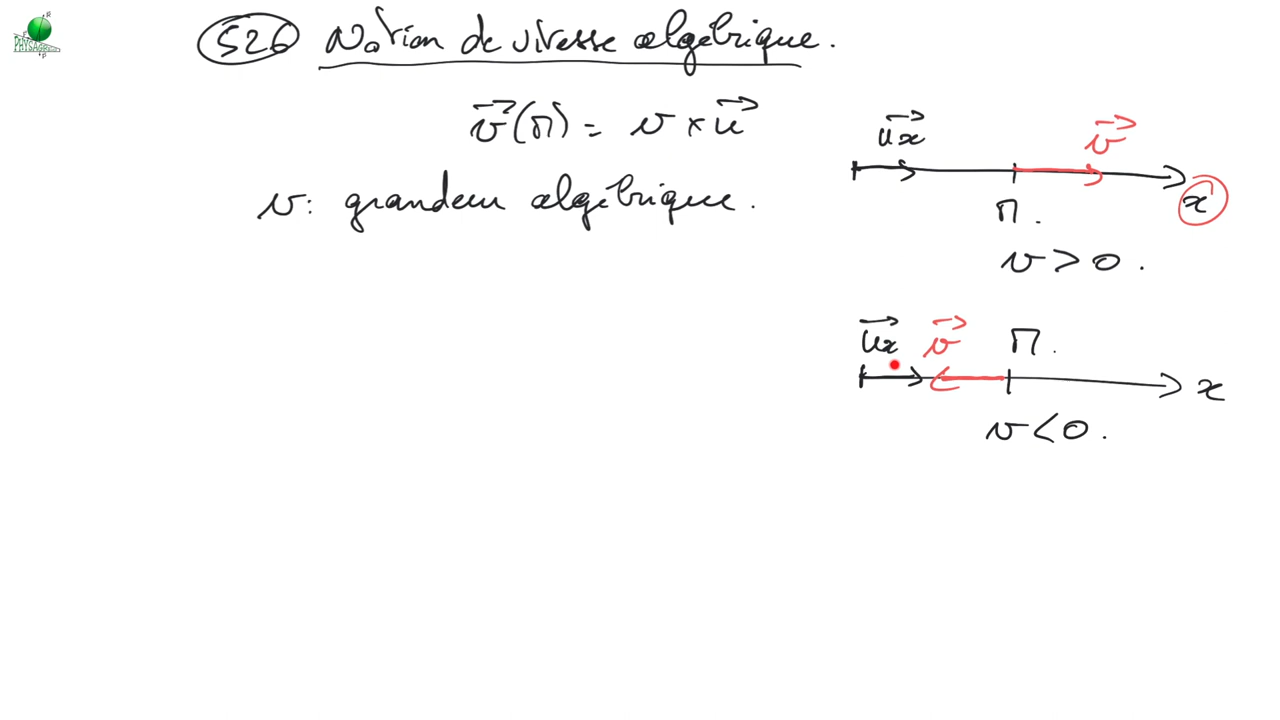 526 Notion de vitesse algébrique.
v⃗(M) = v × u⃗
v: grandeur algébrique.
u⃗x v⃗
M. x
v > 0.
u⃗x v⃗ M.
x
v < 0.